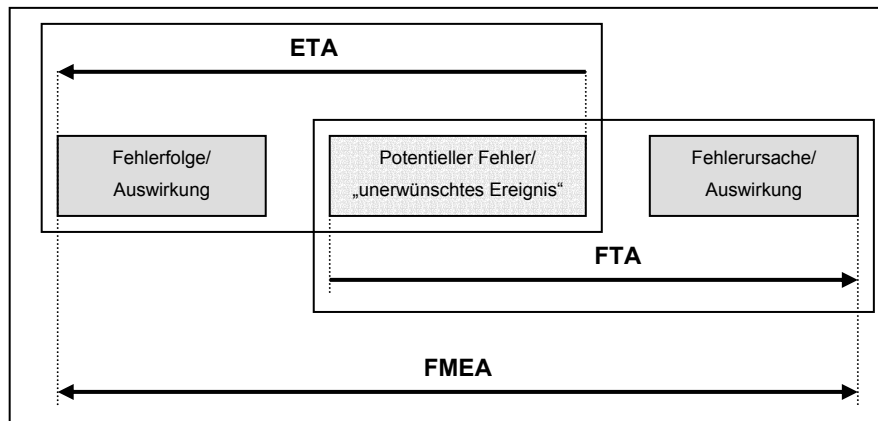 ETA
Fehlerfolge/
Auswirkung
Potentieller Fehler/
„unerwünschtes Ereignis“
Fehlerursache/
Auswirkung
FTA
FMEA